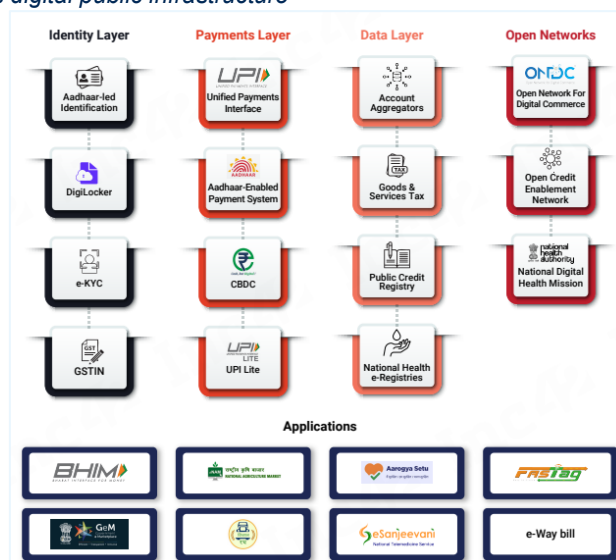 digital public infrastructure
Identity Layer
Payments Layer
Data Layer
Open Networks
Aadhaar-led
Identification
UPI
Unified Payments
Interface
Account
Aggregators
ONDC
Open Network For
Digital Commerce
DigiLocker
AADHAAR
Aadhaar-Enabled
Payment System
TAX
Goods &
Services Tax
Open Credit
Enablement
Network
e-KYC
CBDC
Public Credit
Registry
national
health
authority
National Digital
Health Mission
GST
GSTIN
UPI
LITE
UPI Lite
National Health
e-Registries
Applications
BHIM
BHARAT INTERFACE FOR MONEY
राष्ट्रीय कृषि बाजार
NATIONAL AGRICULTURE MARKET
Aarogya Setu
FASTag
GeM
eSanjeevani
National Telemedicine Service
e-Way bill